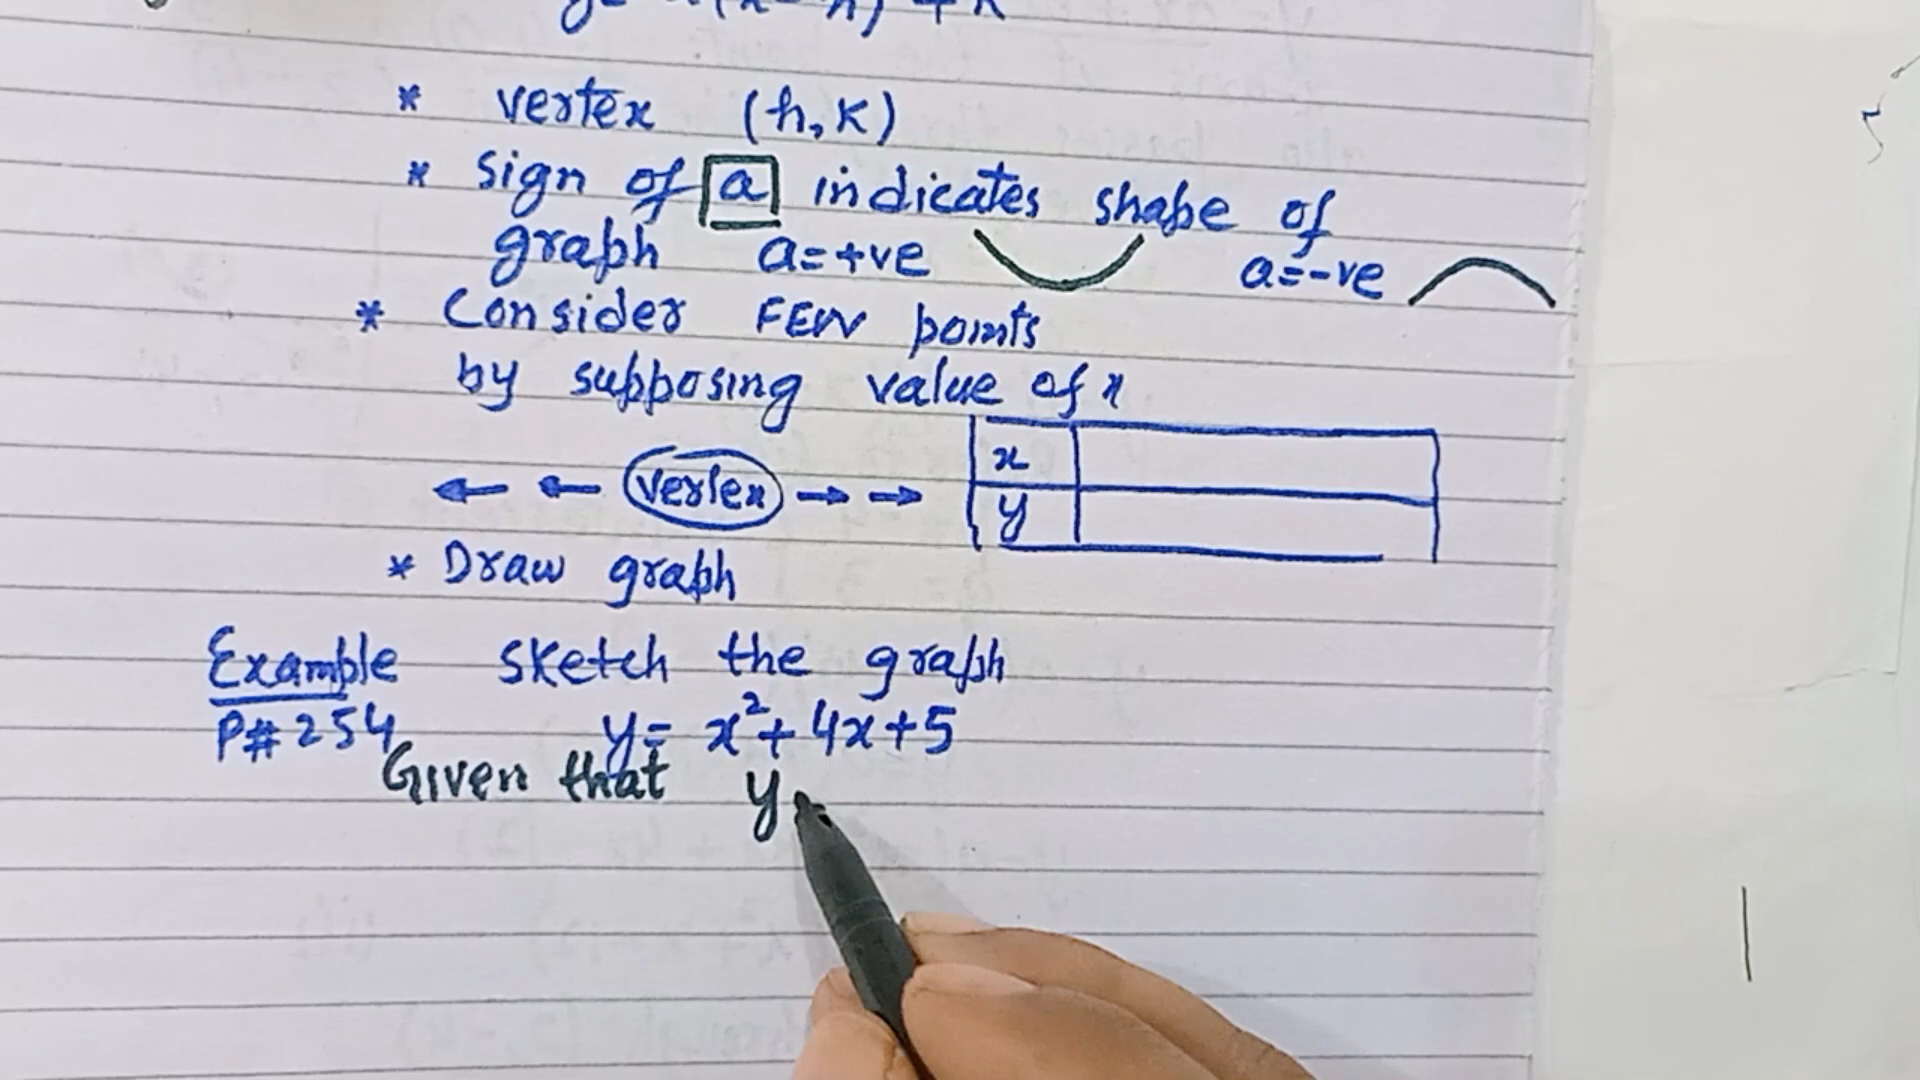 * vertex (h,K)
* sign of a indicates shape of
graph a=+ve a=-ve
* Consider FEW points
by supposing value of x
vertex
x
y
* Draw graph
Example sketch the graph
P#254 y= x²+4x+5
Given that y